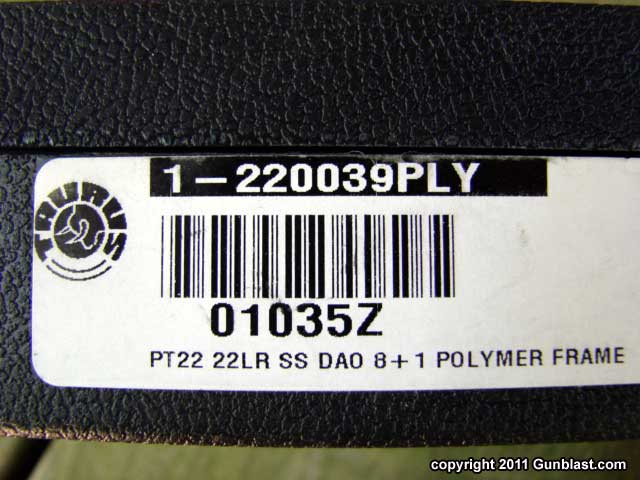 1-220039PLY
TAURUS
01035Z
PT22 22LR SS DAO 8+1 POLYMER FRAME
copyright 2011 Gunblast.com